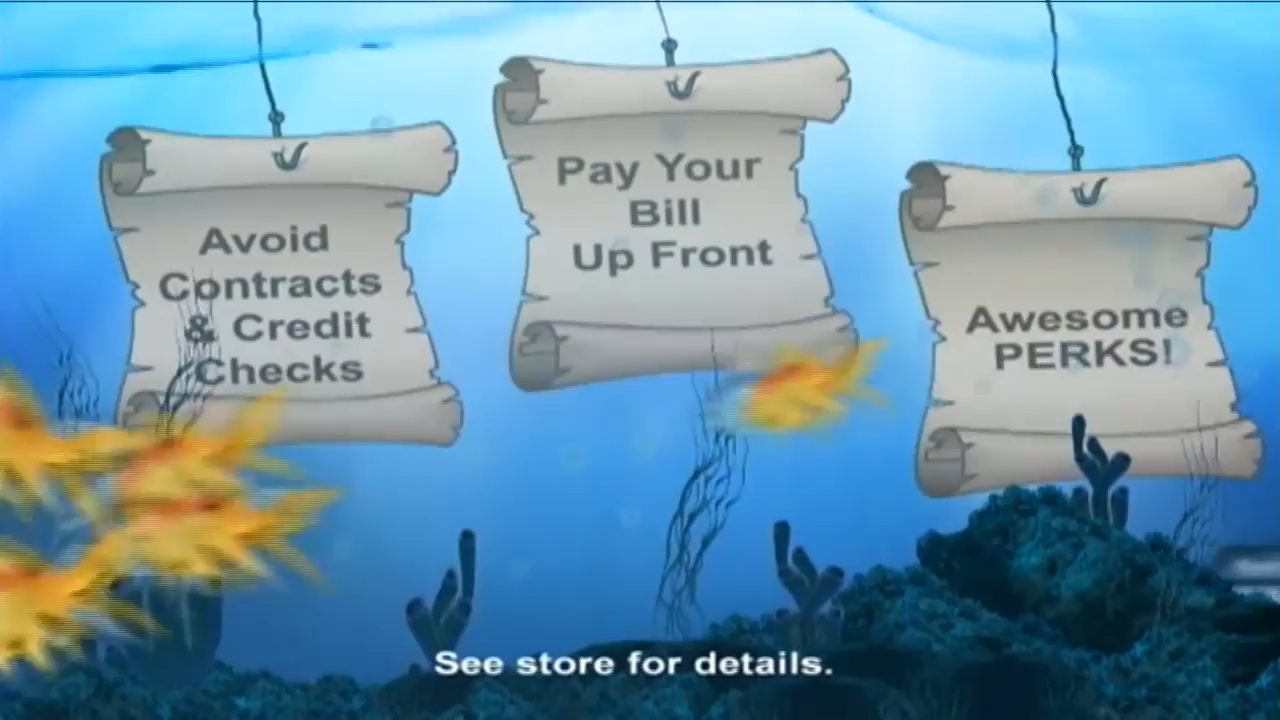 Avoid
Contracts
& Credit
Checks
Pay Your
Bill
Up Front
Awesome
PERKS!
See store for details.